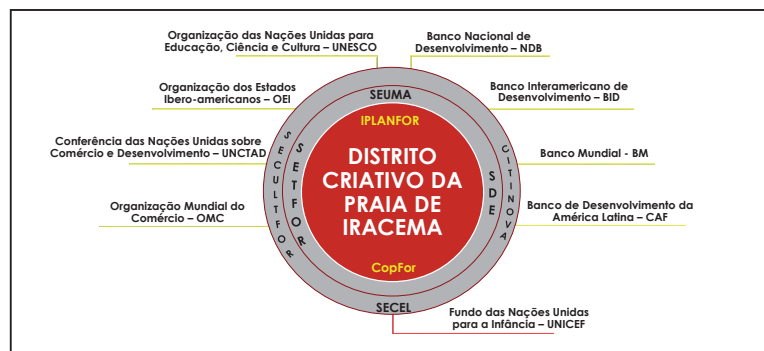 Organização das Nações Unidas para
Educação, Ciência e Cultura – UNESCO
Banco Nacional de
Desenvolvimento – NDB
Organização dos Estados
Ibero-americanos – OEI
Banco Interamericano de
Desenvolvimento – BID
Conferência das Nações Unidas sobre
Comércio e Desenvolvimento – UNCTAD
Banco Mundial - BM
Organização Mundial do
Comércio – OMC
Banco de Desenvolvimento da
América Latina – CAF
SEUMA
SECULTFOR
SETFOR
IPLANFOR
DISTRITO
CRIATIVO DA
PRAIA DE
IRACEMA
CopFor
SDE
CITINOVA
SECEL
Fundo das Nações Unidas
para a Infância – UNICEF